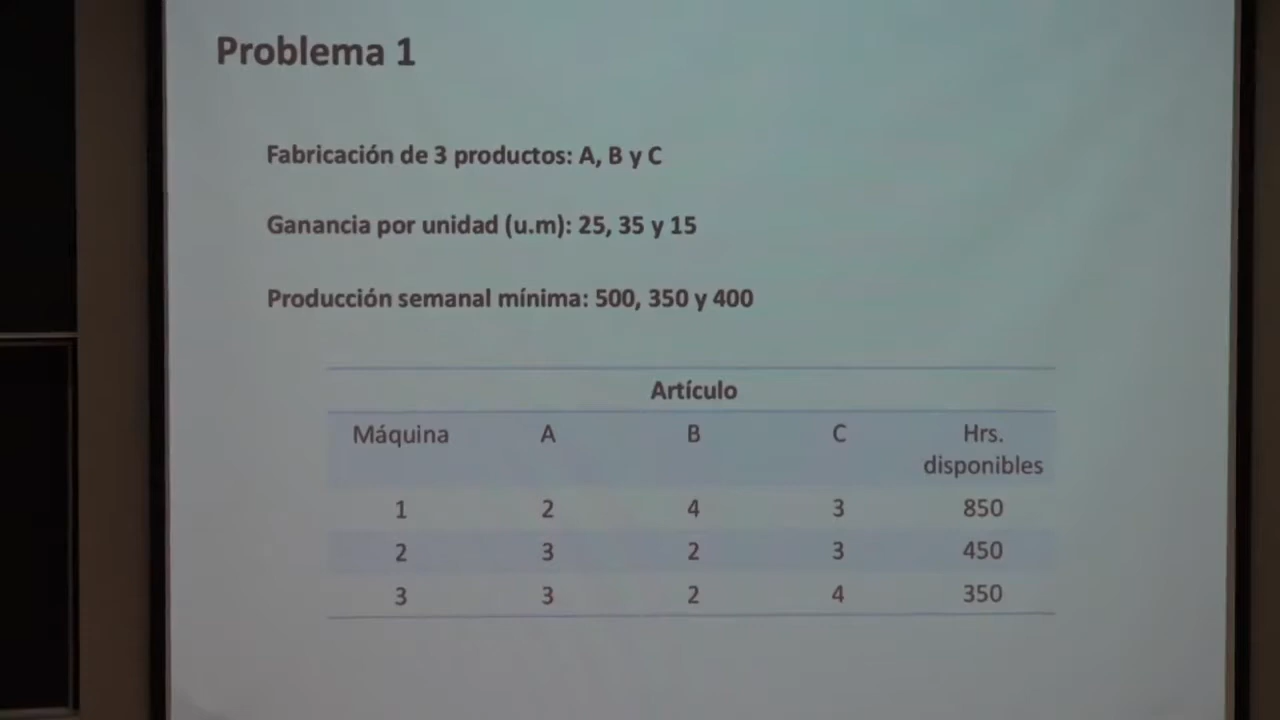 Problema 1
Fabricación de 3 productos: A, B y C
Ganancia por unidad (u.m): 25, 35 y 15
Producción semanal mínima: 500, 350 y 400
Artículo
Máquina A B C Hrs. disponibles
1 2 4 3 850
2 3 2 3 450
3 3 2 4 350